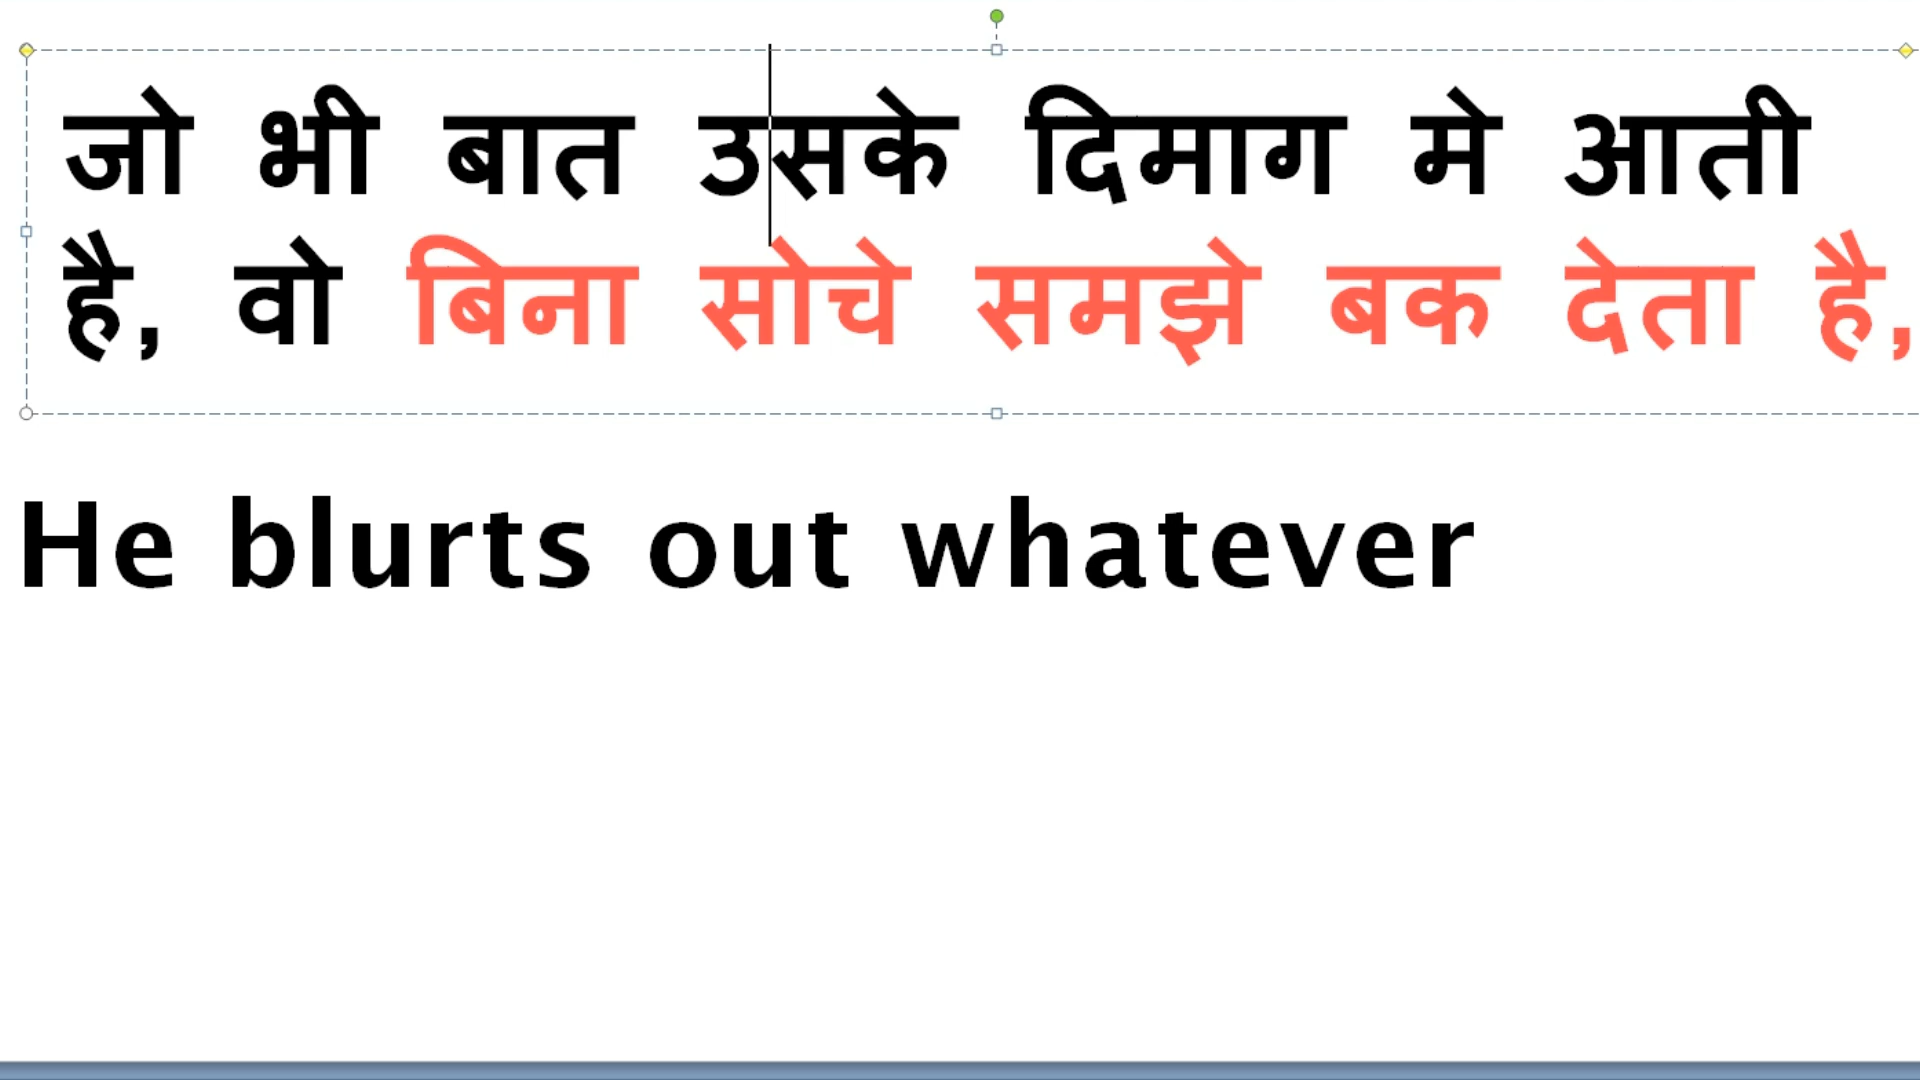 जो भी बात उसके दिमाग मे आती
है, वो बिना सोचे समझे बक देता है,
He blurts out whatever